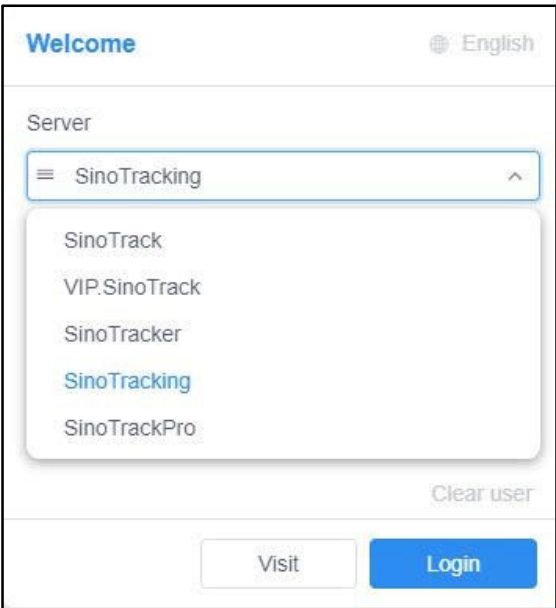 Welcome English
Server
SinoTracking
SinoTrack
VIP.SinoTrack
SinoTracker
SinoTracking
SinoTrackPro
Clear user
Visit Login